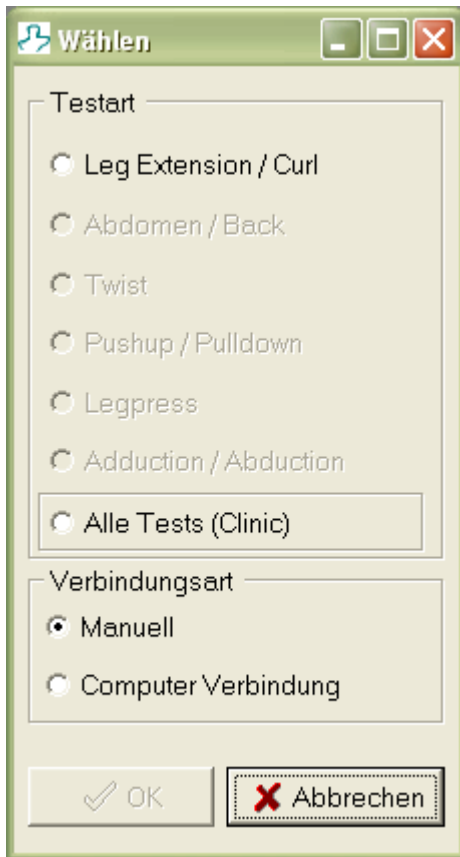 Wählen
Testart
Leg Extension / Curl
Abdomen / Back
Twist
Pushup / Pulldown
Legpress
Adduction / Abduction
Alle Tests (Clinic)
Verbindungsart
Manuell
Computer Verbindung
OK
Abbrechen